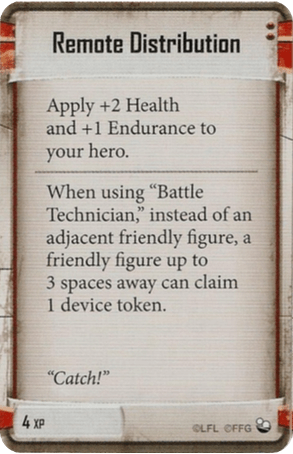 Remote Distribution
Apply +2 Health
and +1 Endurance to
your hero.
When using “Battle
Technician,” instead of an
adjacent friendly figure, a
friendly figure up to
3 spaces away can claim
1 device token.
“Catch!”
4 XP
©LFL ©FFG